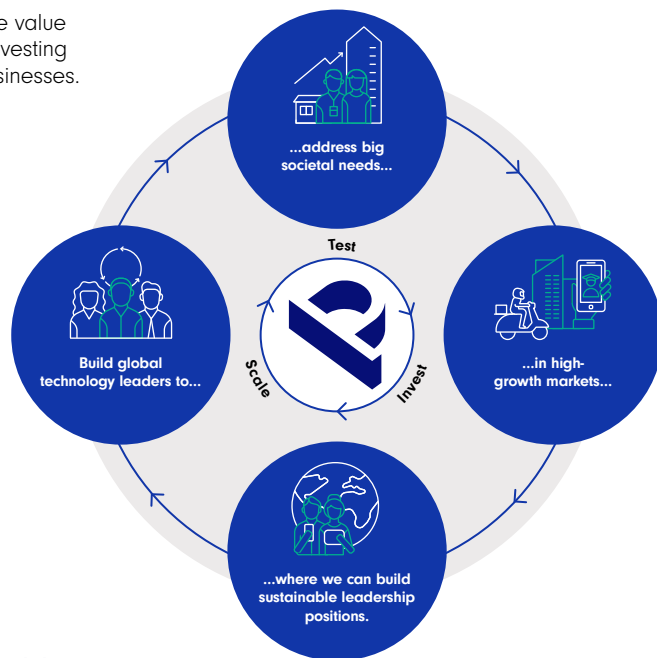 e value
vesting
sinesses.
...address big
societal needs...
Test
Build global
technology leaders to...
Scale
Invest
...in high-
growth markets...
...where we can build
sustainable leadership
positions.